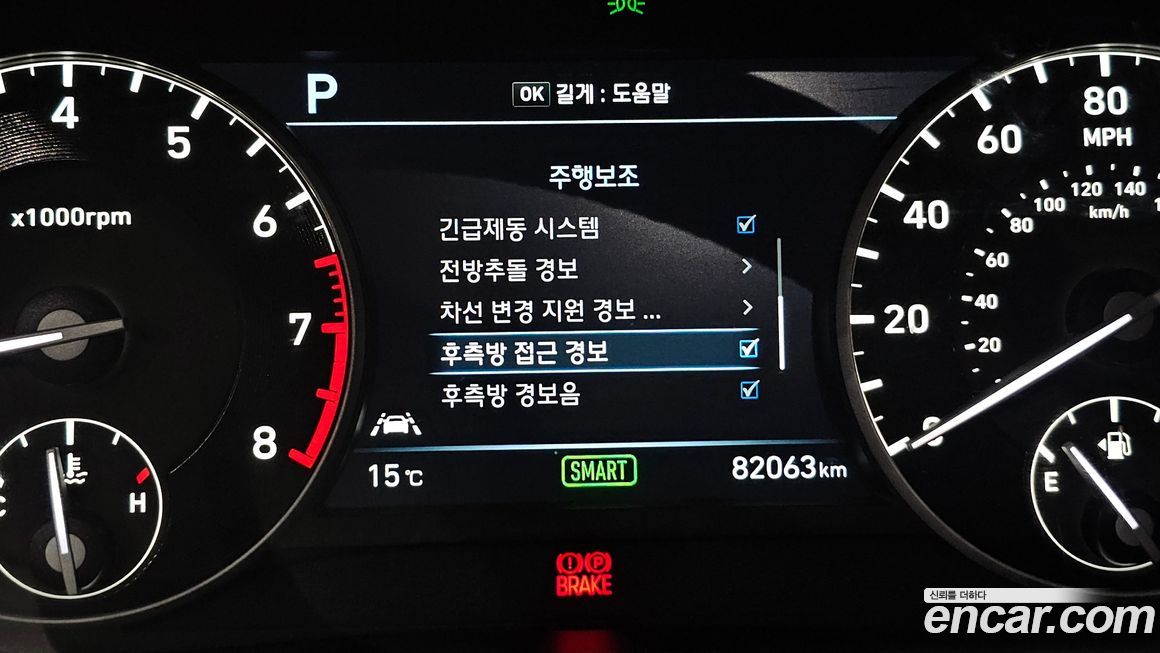 P
OK 길게 : 도움말
주행보조
긴급제동 시스템
전방추돌 경보
차선 변경 지원 경보 ...
후측방 접근 경보
후측방 경보음
15℃
SMART
82063km
4
5
6
7
8
x1000rpm
H
80
MPH
60
40
20
0
140
120
100
80
60
40
20
km/h
E
P
BRAKE
신뢰를 더하다
encar.com